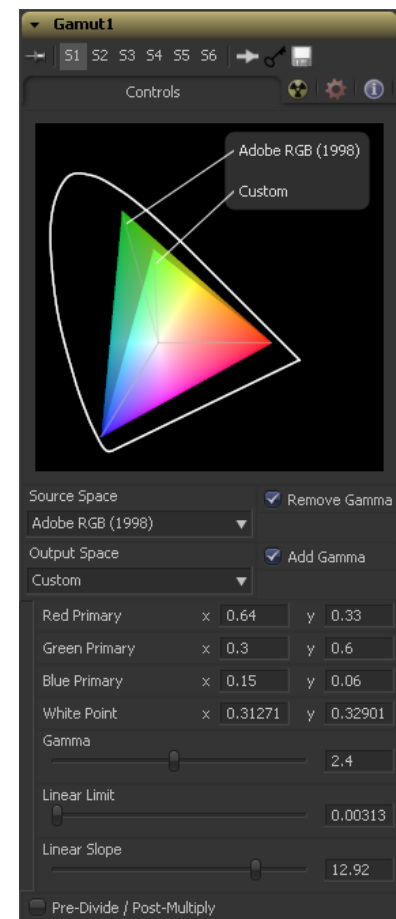 Gamut1
S1 S2 S3 S4 S5 S6
Controls
Adobe RGB (1998)
Custom
Source Space
Remove Gamma
Adobe RGB (1998)
Output Space
Add Gamma
Custom
Red Primary x 0.64 y 0.33
Green Primary x 0.3 y 0.6
Blue Primary x 0.15 y 0.06
White Point x 0.31271 y 0.32901
Gamma
2.4
Linear Limit
0.00313
Linear Slope
12.92
Pre-Divide / Post-Multiply